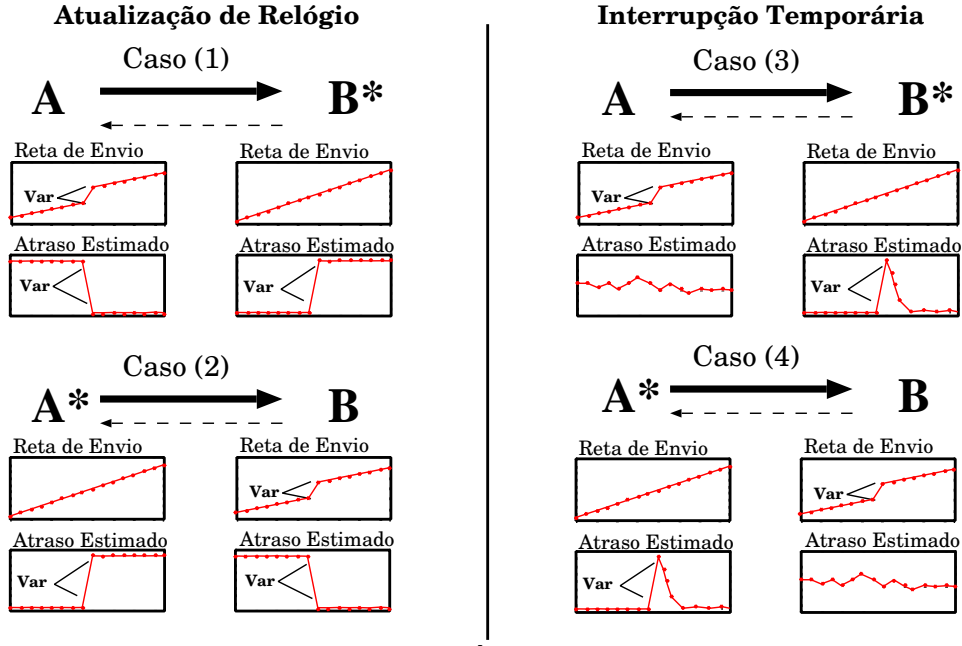 Atualização de Relógio
Caso (1)
A B*
Reta de Envio Reta de Envio
Var
Atraso Estimado Atraso Estimado
Var Var
Caso (2)
A* B
Reta de Envio Reta de Envio
Var
Atraso Estimado Atraso Estimado
Var Var
Interrupção Temporária
Caso (3)
A B*
Reta de Envio Reta de Envio
Var
Atraso Estimado Atraso Estimado
Var
Caso (4)
A* B
Reta de Envio Reta de Envio
Var
Atraso Estimado Atraso Estimado
Var